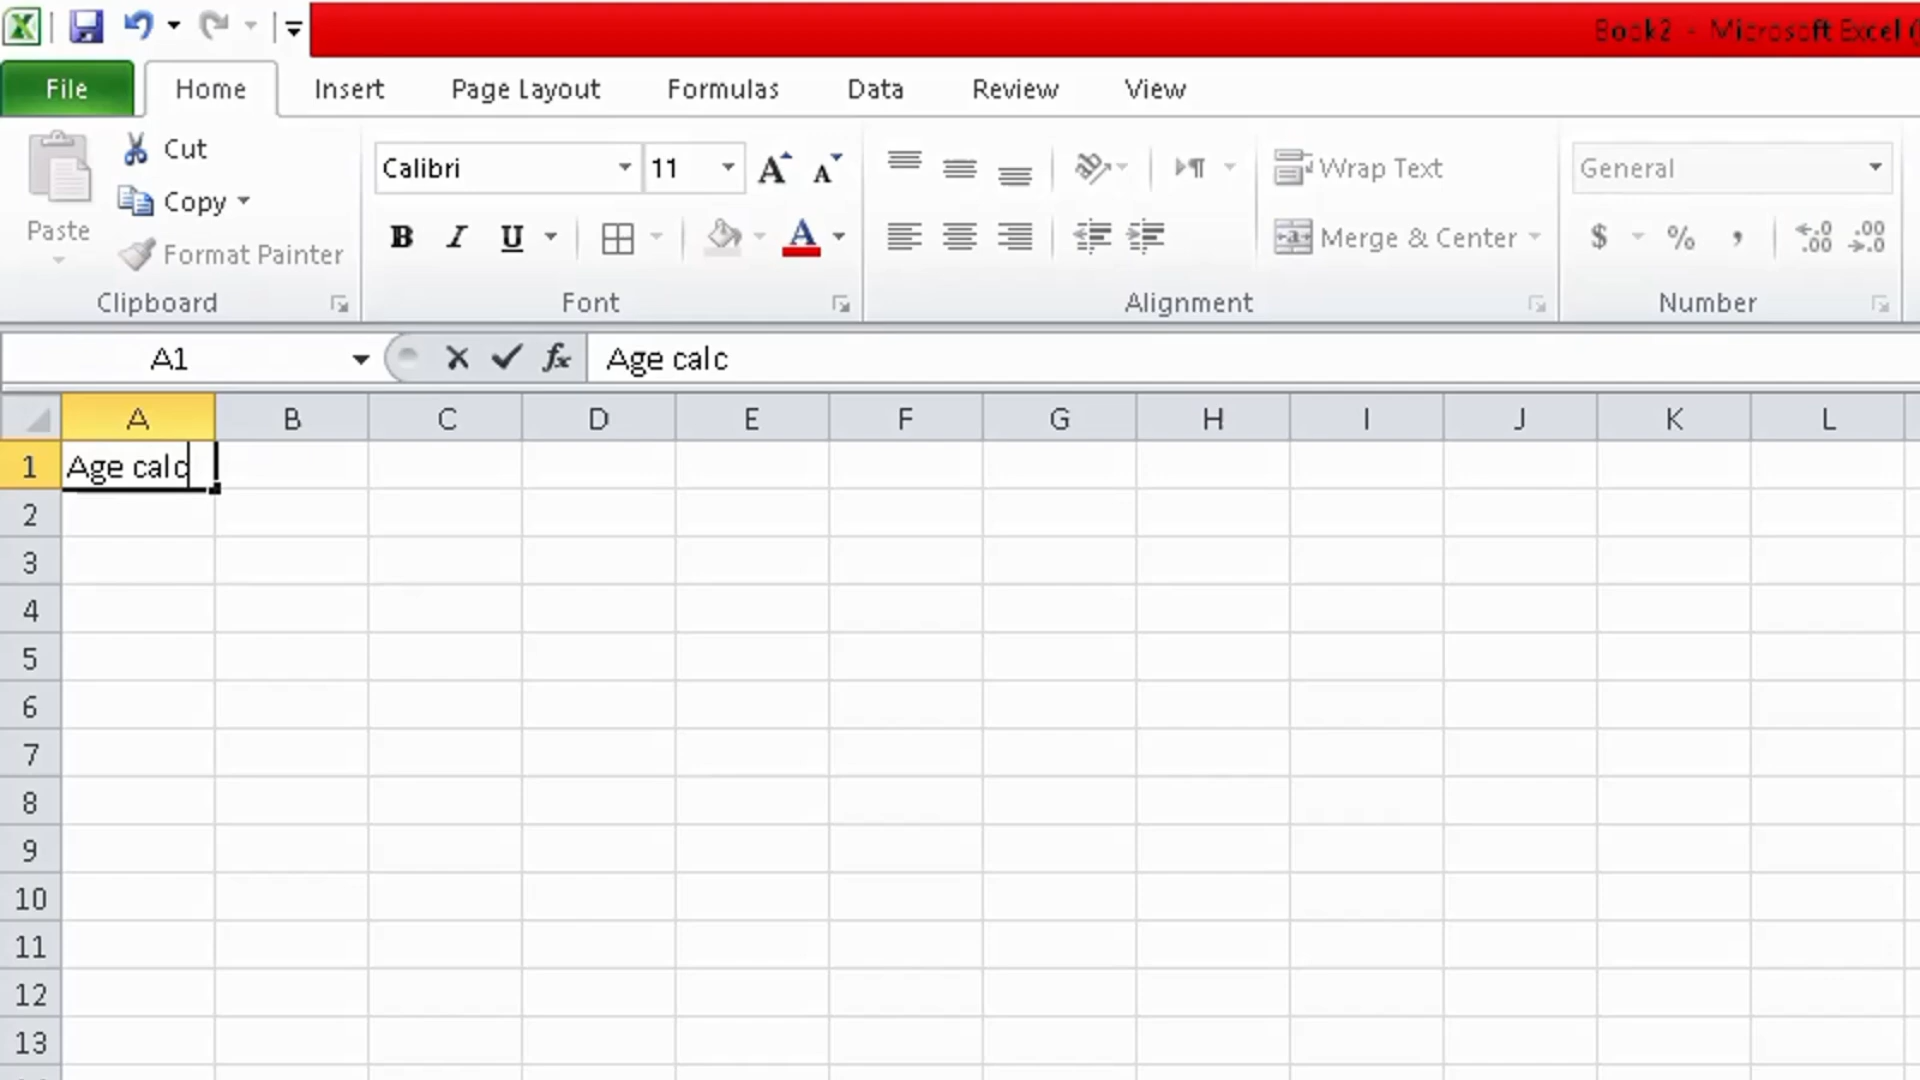 Book2 - Microsoft Excel (
File Home Insert Page Layout Formulas Data Review View
Paste
Cut
Copy
Format Painter
Clipboard
Calibri 11
B I U
Font
Wrap Text
Merge & Center
Alignment
General
$ % ,
Number
A1 fx Age calc
A B C D E F G H I J K L
1 Age calc
2
3
4
5
6
7
8
9
10
11
12
13